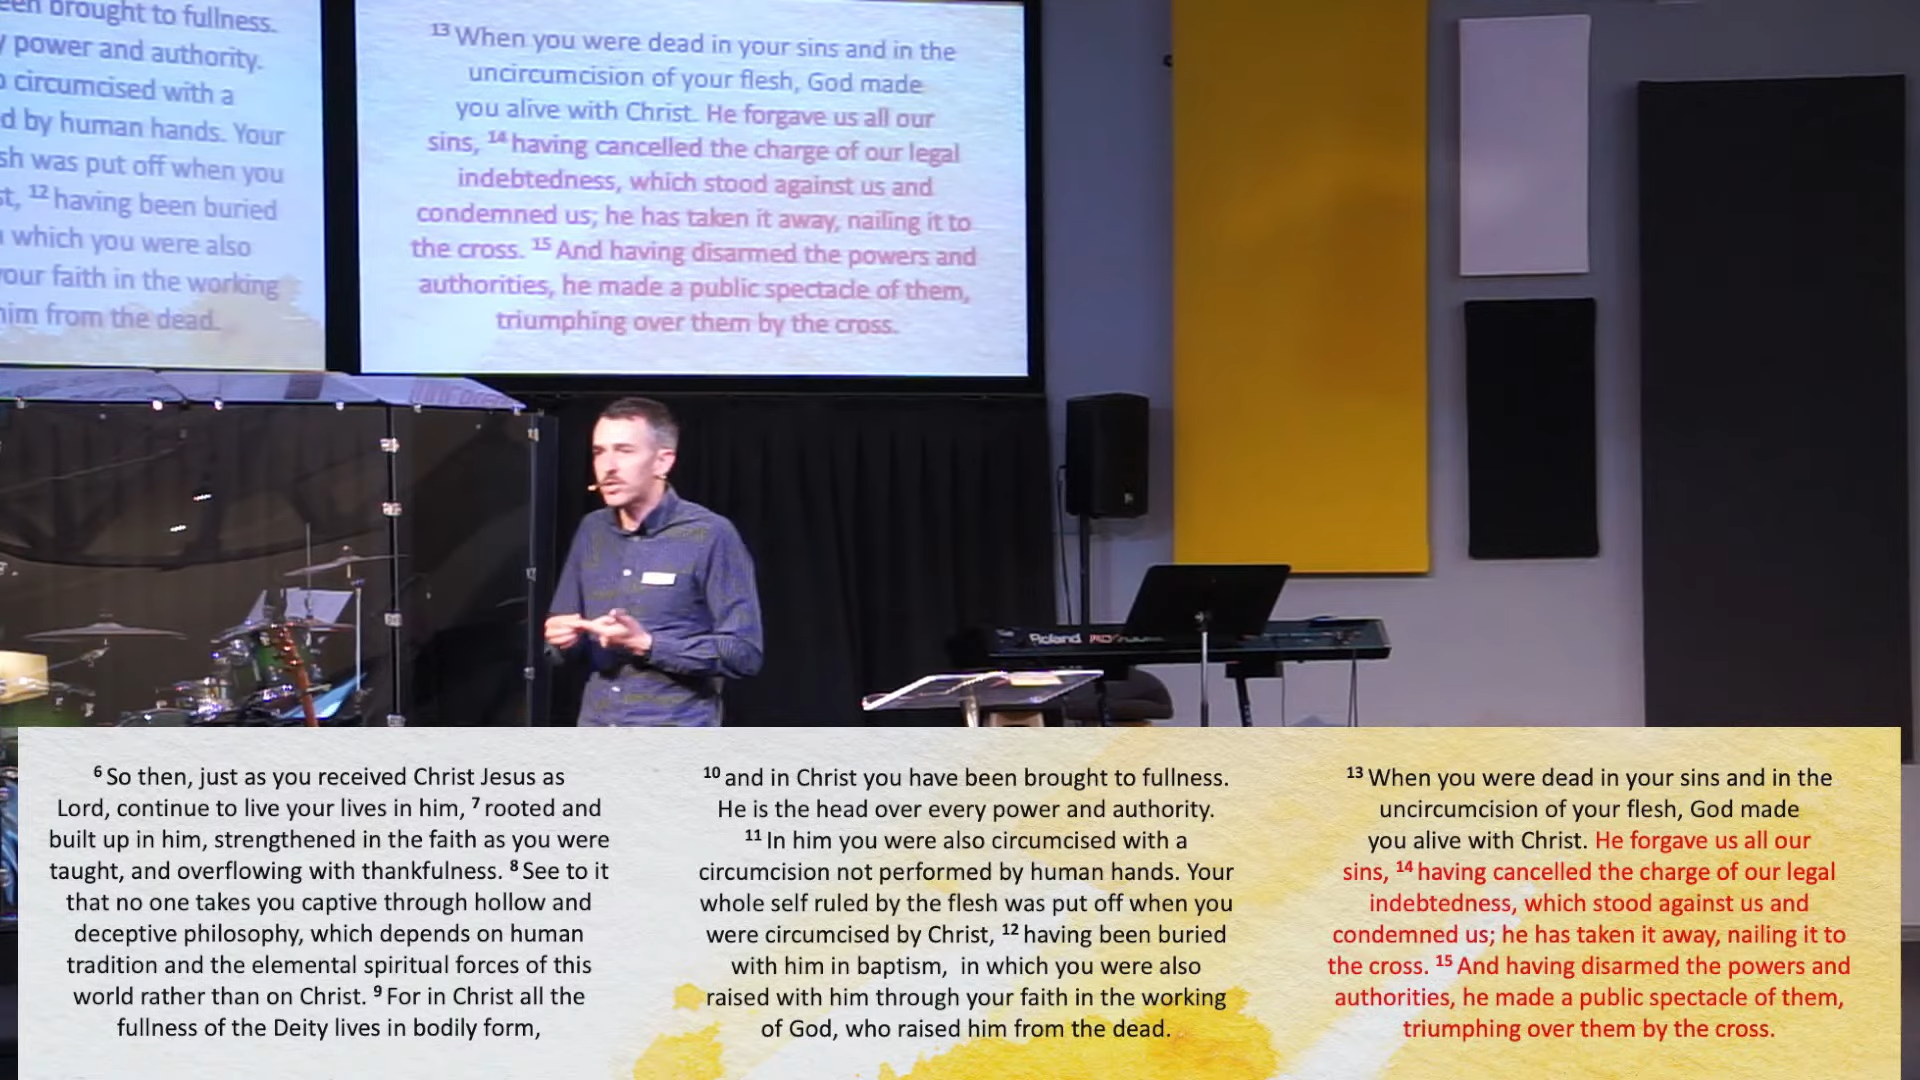 een brought to fullness.
power and authority.
circumcised with a
d by human hands. Your
sh was put off when you
st, 12 having been buried
which you were also
your faith in the working
him from the dead.
13 When you were dead in your sins and in the
uncircumcision of your flesh, God made
you alive with Christ. He forgave us all our
sins, 14 having cancelled the charge of our legal
indebtedness, which stood against us and
condemned us; he has taken it away, nailing it to
the cross. 15 And having disarmed the powers and
authorities, he made a public spectacle of them,
triumphing over them by the cross.
Roland
6 So then, just as you received Christ Jesus as
Lord, continue to live your lives in him, 7 rooted and
built up in him, strengthened in the faith as you were
taught, and overflowing with thankfulness. 8 See to it
that no one takes you captive through hollow and
deceptive philosophy, which depends on human
tradition and the elemental spiritual forces of this
world rather than on Christ. 9 For in Christ all the
fullness of the Deity lives in bodily form,
10 and in Christ you have been brought to fullness.
He is the head over every power and authority.
11 In him you were also circumcised with a
circumcision not performed by human hands. Your
whole self ruled by the flesh was put off when you
were circumcised by Christ, 12 having been buried
with him in baptism, in which you were also
raised with him through your faith in the working
of God, who raised him from the dead.
13 When you were dead in your sins and in the
uncircumcision of your flesh, God made
you alive with Christ. He forgave us all our
sins, 14 having cancelled the charge of our legal
indebtedness, which stood against us and
condemned us; he has taken it away, nailing it to
the cross. 15 And having disarmed the powers and
authorities, he made a public spectacle of them,
triumphing over them by the cross.